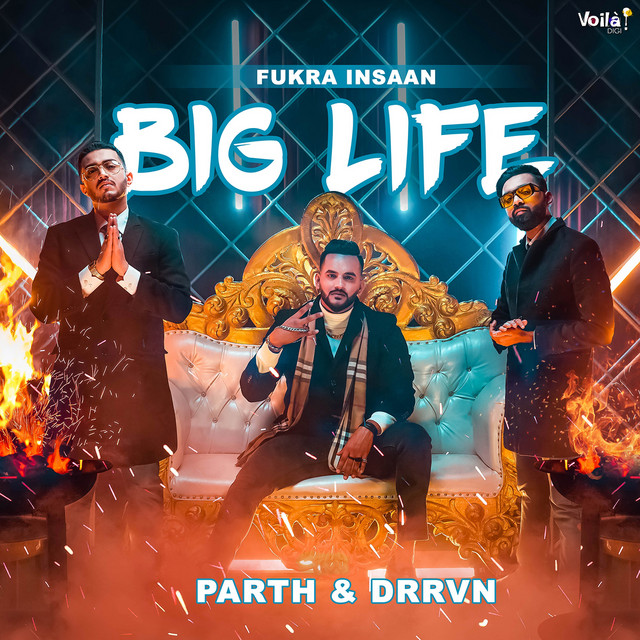 Voilà!
DIGI
FUKRA INSAAN
BIG LIFE
PARTH & DRRVN